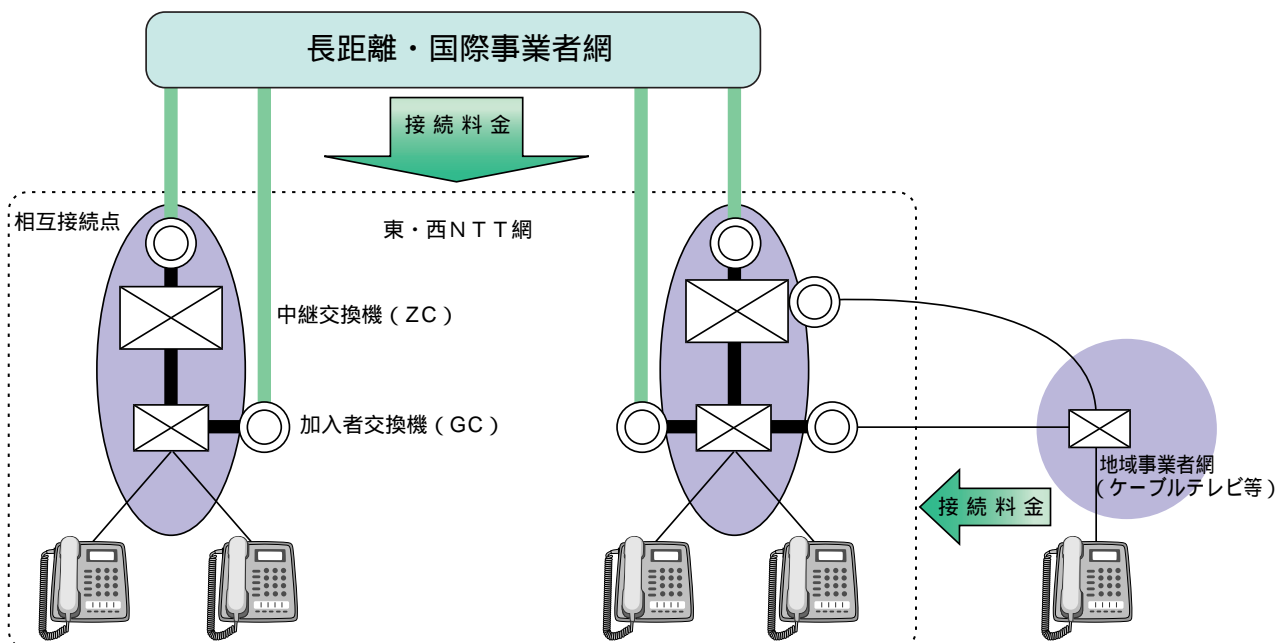 長距離・国際事業者網
接続料金
相互接続点
東・西NTT網
中継交換機(ZC)
加入者交換機(GC)
地域事業者網
(ケーブルテレビ等)
接続料金